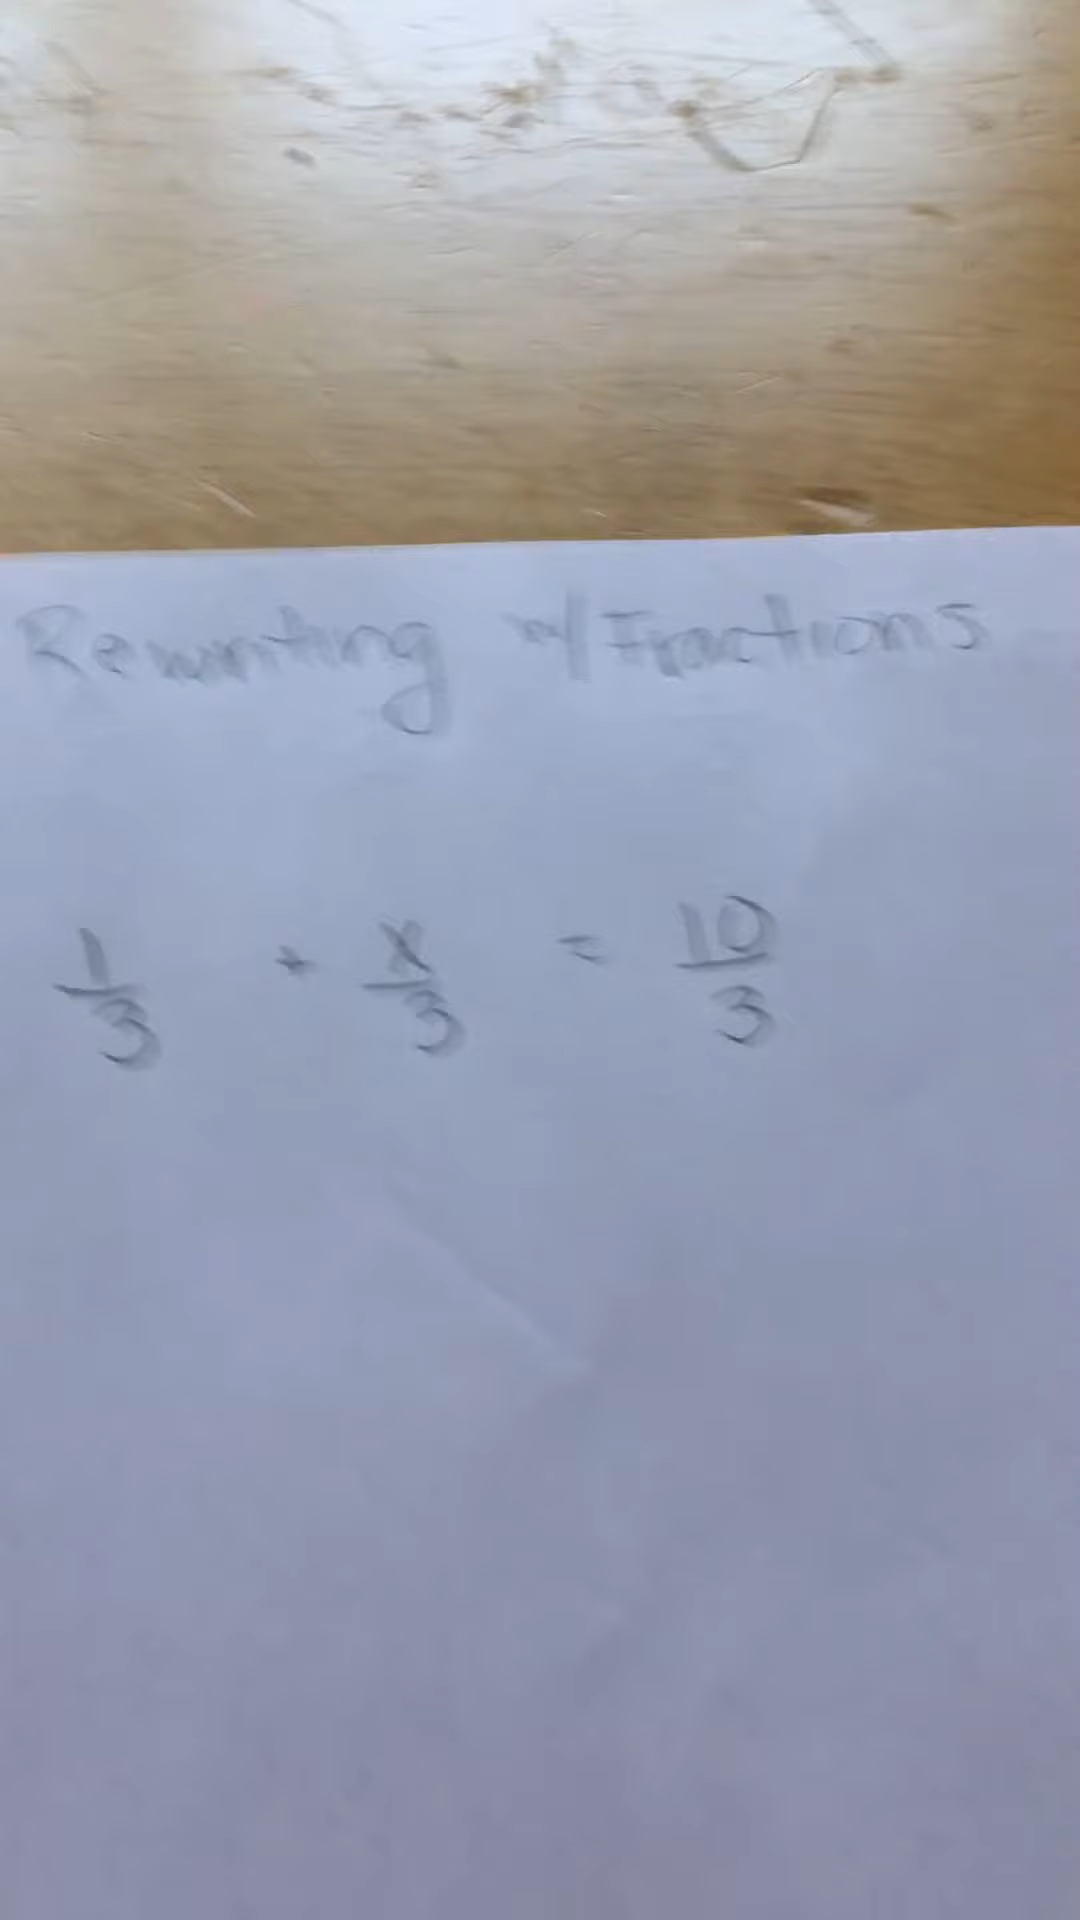 Rewriting w/ Fractions
1/3 + x/3 = 10/3